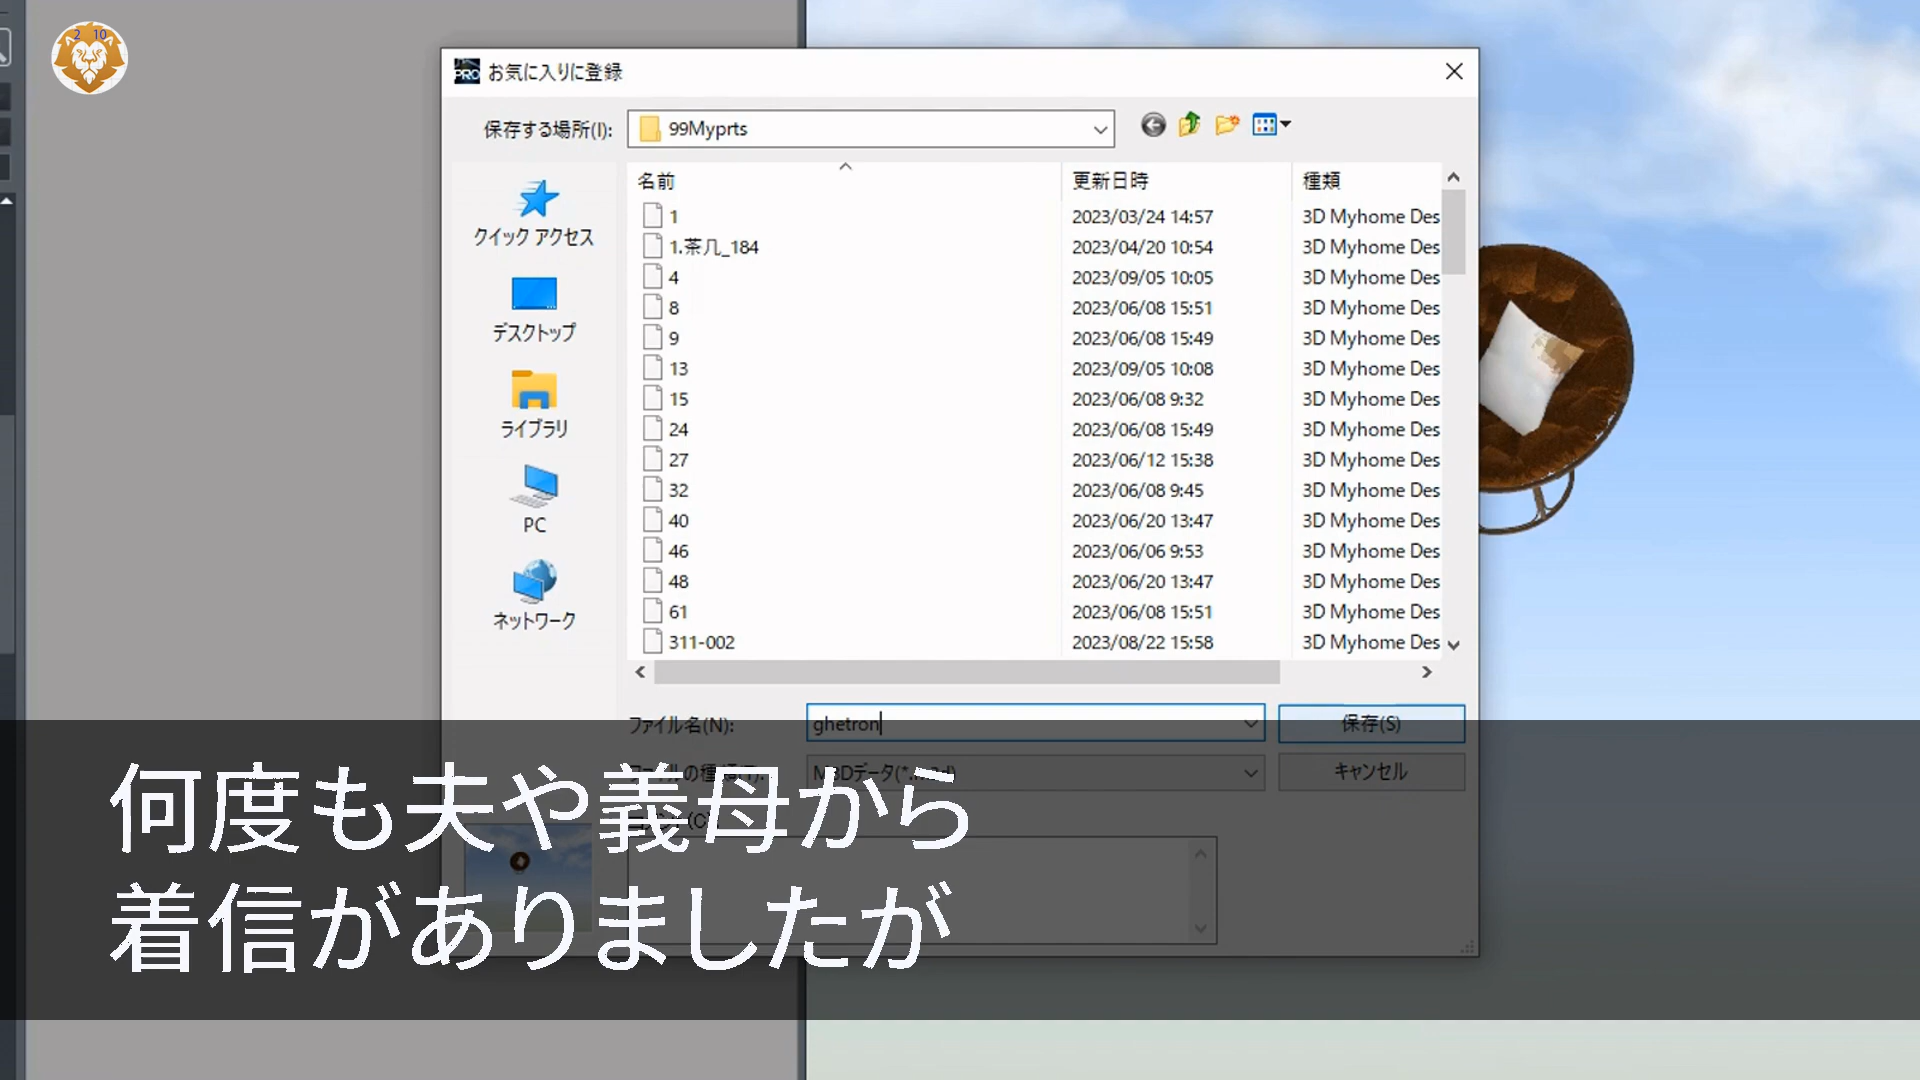 2 10
PRO お気に入りに登録
保存する場所(I): 99Myprts
クイック アクセス
デスクトップ
ライブラリ
PC
ネットワーク
名前 更新日時 種類
1 2023/03/24 14:57 3D Myhome Des
1.茶几_184 2023/04/20 10:54 3D Myhome Des
4 2023/09/05 10:05 3D Myhome Des
8 2023/06/08 15:51 3D Myhome Des
9 2023/06/08 15:49 3D Myhome Des
13 2023/09/05 10:08 3D Myhome Des
15 2023/06/08 9:32 3D Myhome Des
24 2023/06/08 15:49 3D Myhome Des
27 2023/06/12 15:38 3D Myhome Des
32 2023/06/08 9:45 3D Myhome Des
40 2023/06/20 13:47 3D Myhome Des
46 2023/06/06 9:53 3D Myhome Des
48 2023/06/20 13:47 3D Myhome Des
61 2023/06/08 15:51 3D Myhome Des
311-002 2023/08/22 15:58 3D Myhome Des
ファイル名(N): ghetron 保存(S)
ファイルの種類(T): キャンセル
何度も夫や義母から
着信がありましたが